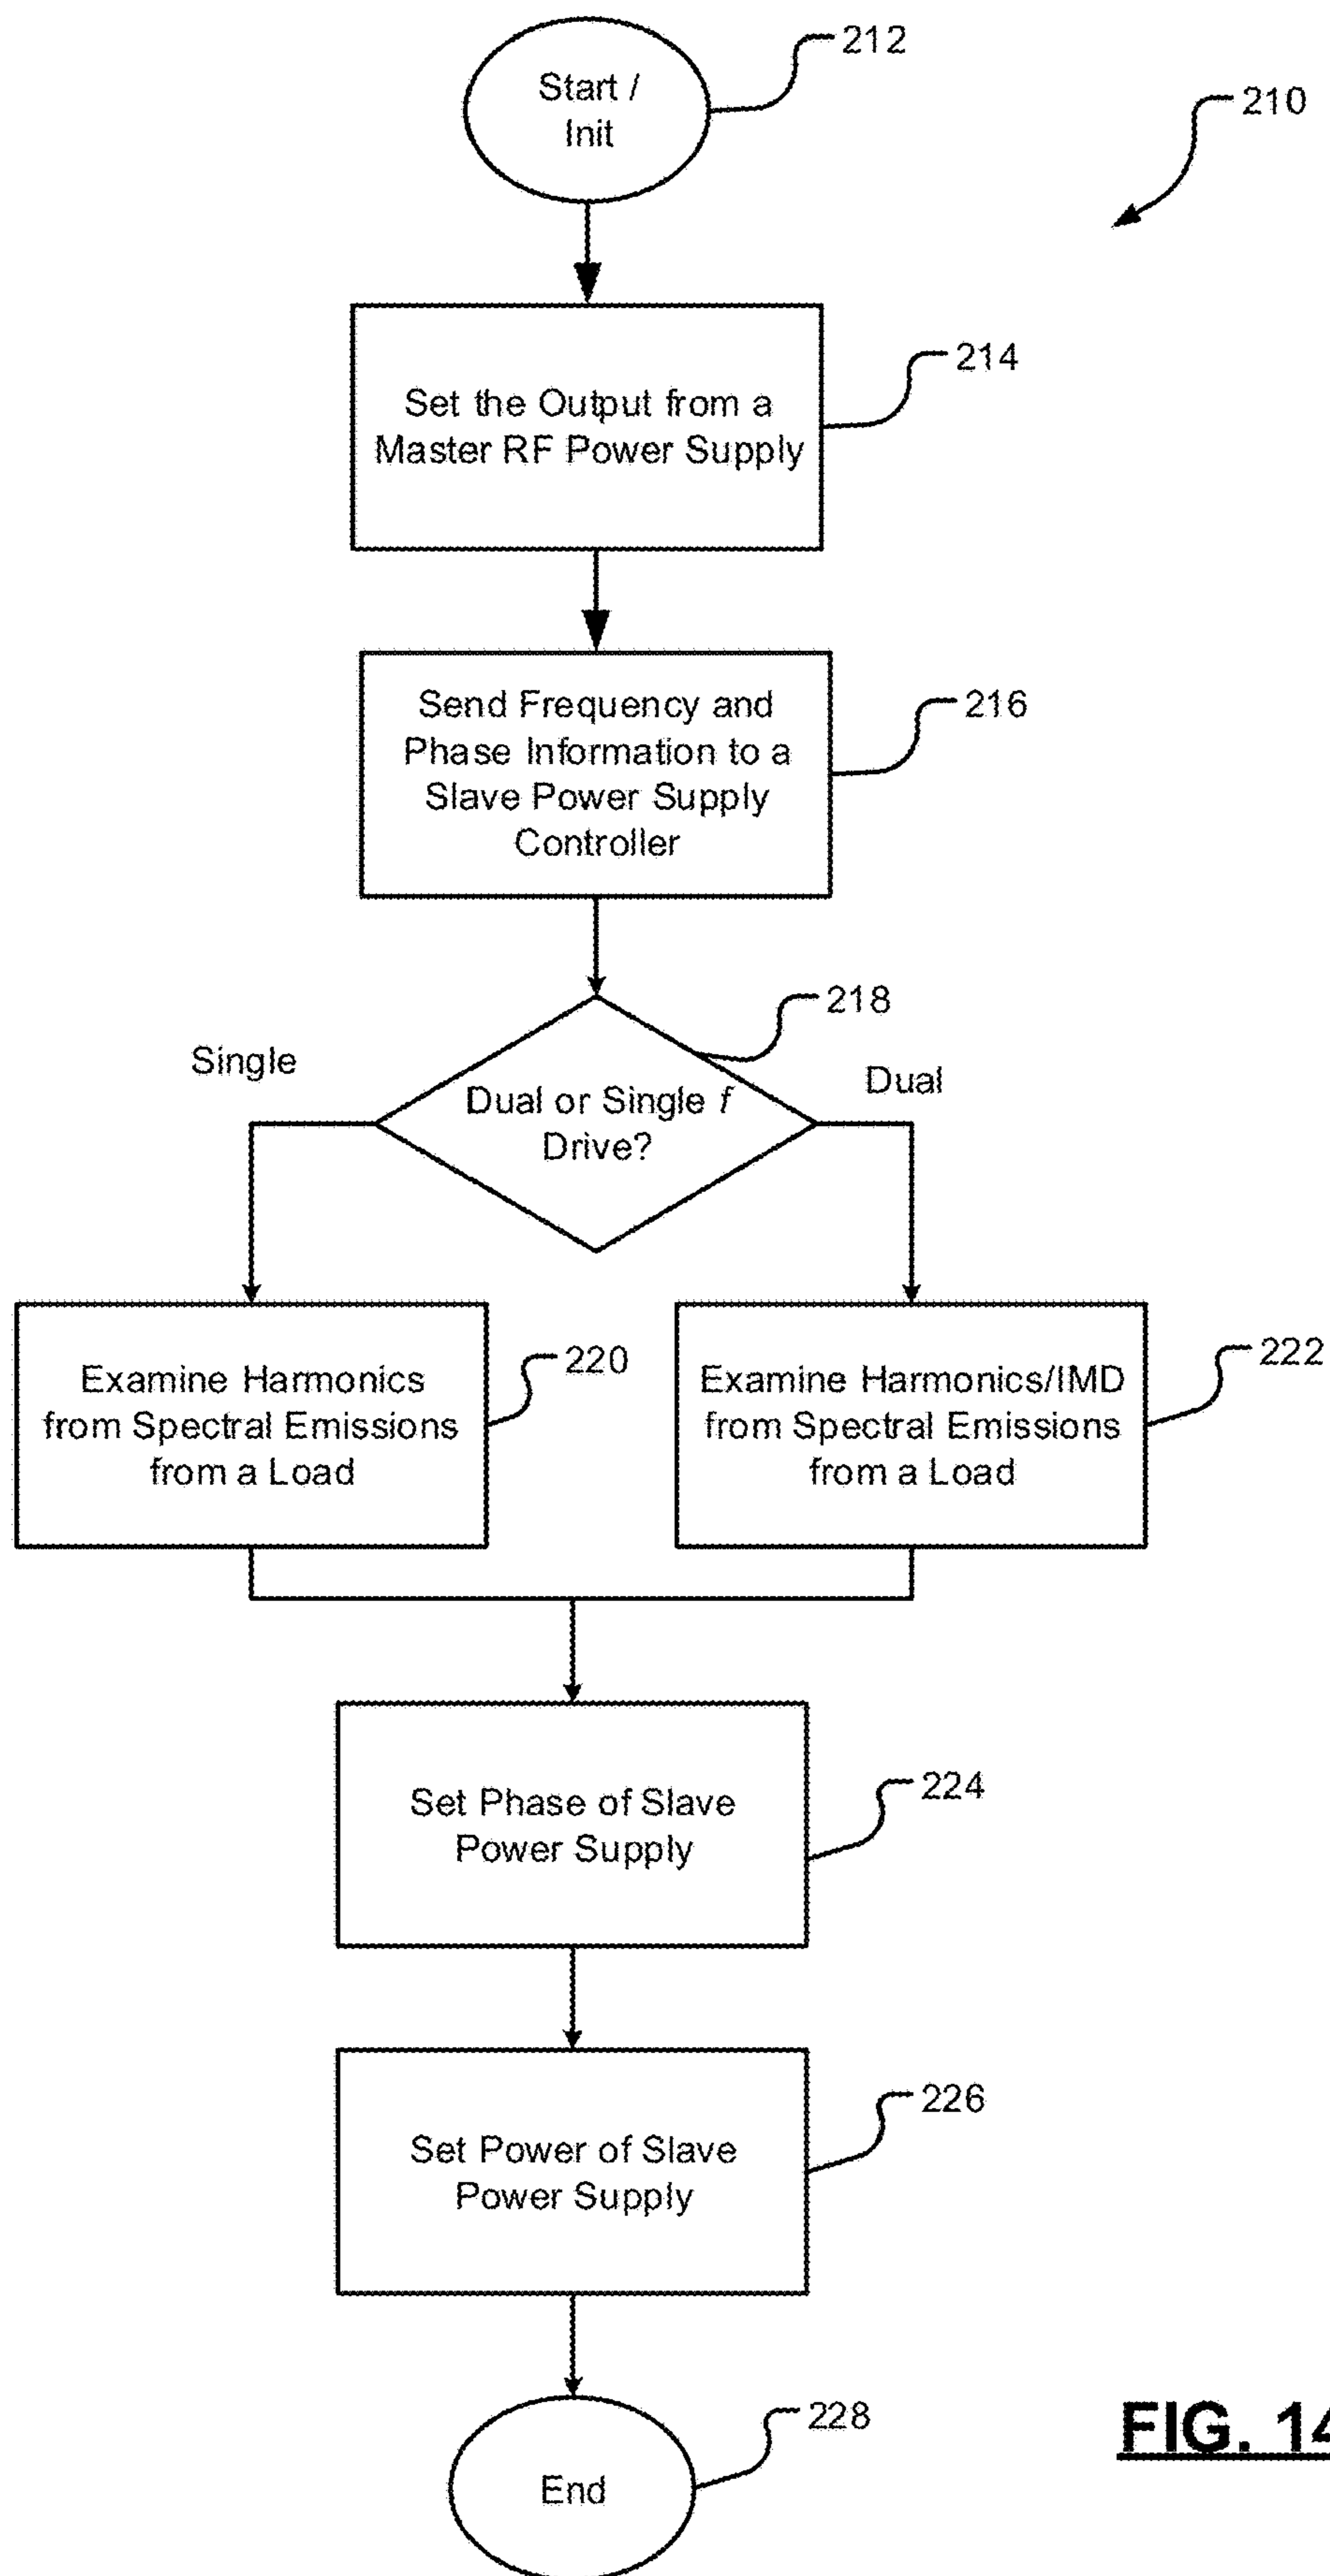 212
Start /
Init
210
214
Set the Output from a
Master RF Power Supply
216
Send Frequency and
Phase Information to a
Slave Power Supply
Controller
218
Single
Dual
Dual or Single f
Drive?
220
222
Examine Harmonics
from Spectral Emissions
from a Load
Examine Harmonics/IMD
from Spectral Emissions
from a Load
224
Set Phase of Slave
Power Supply
226
Set Power of Slave
Power Supply
228
FIG. 14
End